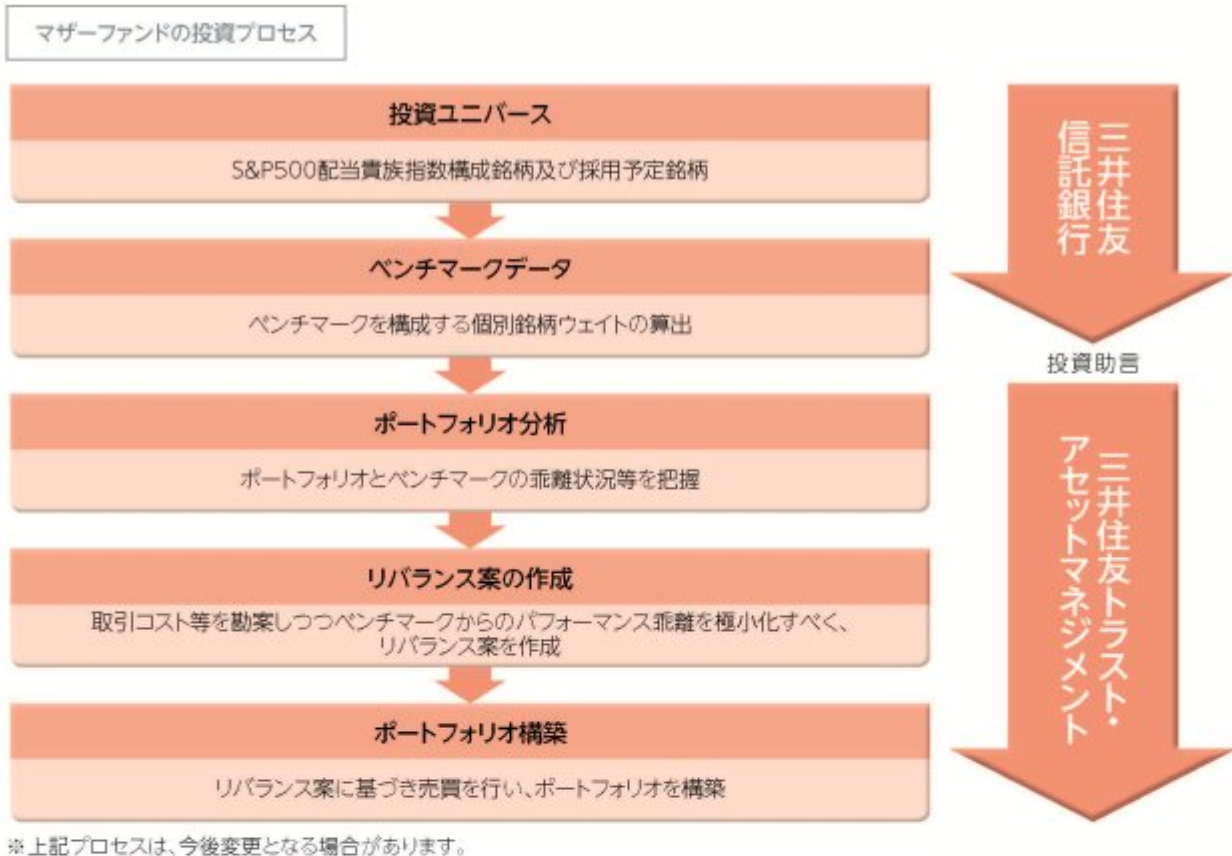 マザーファンドの投資プロセス
投資ユニバース
S&P500配当貴族指数構成銘柄及び採用予定銘柄
ベンチマークデータ
ベンチマークを構成する個別銘柄ウェイトの算出
ポートフォリオ分析
ポートフォリオとベンチマークの乖離状況等を把握
リバランス案の作成
取引コスト等を勘案しつつベンチマークからのパフォーマンス乖離を極小化すべく、
リバランス案を作成
ポートフォリオ構築
リバランス案に基づき売買を行い、ポートフォリオを構築
三井住友
信託銀行
投資助言
三井住友トラスト・
アセットマネジメント
※上記プロセスは、今後変更となる場合があります。